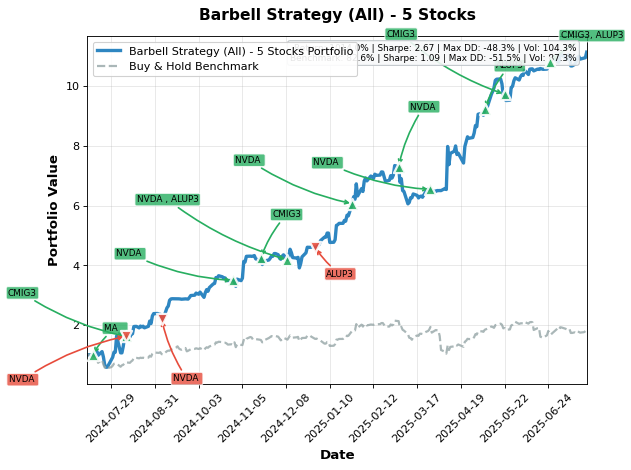 Barbell Strategy (All) - 5 Stocks
CMIG3
CMIG3, ALUP3
Barbell Strategy (All) - 5 Stocks Portfolio
Buy & Hold Benchmark
0% | Sharpe: 2.67 | Max DD: -48.3% | Vol: 104.3%
.6% | Sharpe: 1.09 | Max DD: -51.5% | Vol: 97.3%
ALUP3
NVDA
NVDA
NVDA
NVDA , ALUP3
CMIG3
NVDA
ALUP3
CMIG3
MA
NVDA
NVDA
Portfolio Value
10
8
6
4
2
2024-07-29
2024-08-31
2024-10-03
2024-11-05
2024-12-08
2025-01-10
2025-02-12
2025-03-17
2025-04-19
2025-05-22
2025-06-24
Date